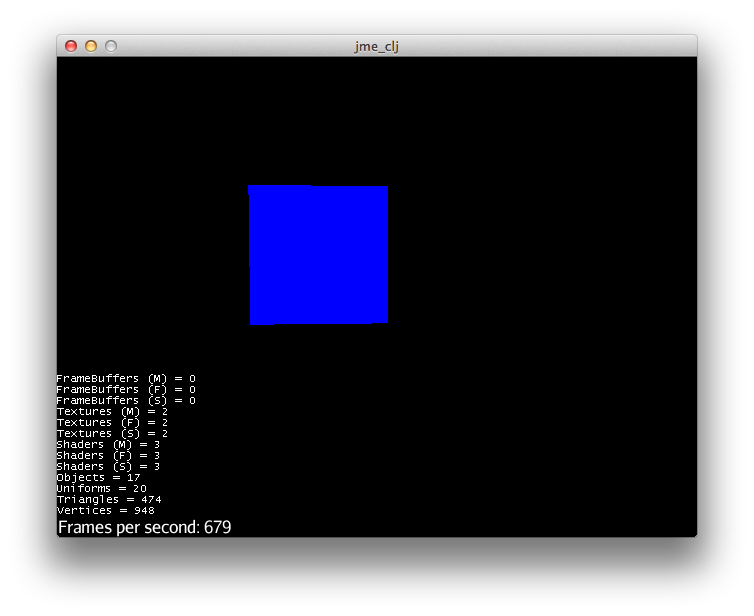 jme_clj
FrameBuffers (M) = 0
FrameBuffers (F) = 0
FrameBuffers (S) = 0
Textures (M) = 2
Textures (F) = 2
Textures (S) = 2
Shaders (M) = 3
Shaders (F) = 3
Shaders (S) = 3
Objects = 17
Uniforms = 20
Triangles = 474
Vertices = 948
Frames per second: 679